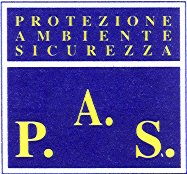 PROTEZIONE
AMBIENTE
SICUREZZA
P. A. S.